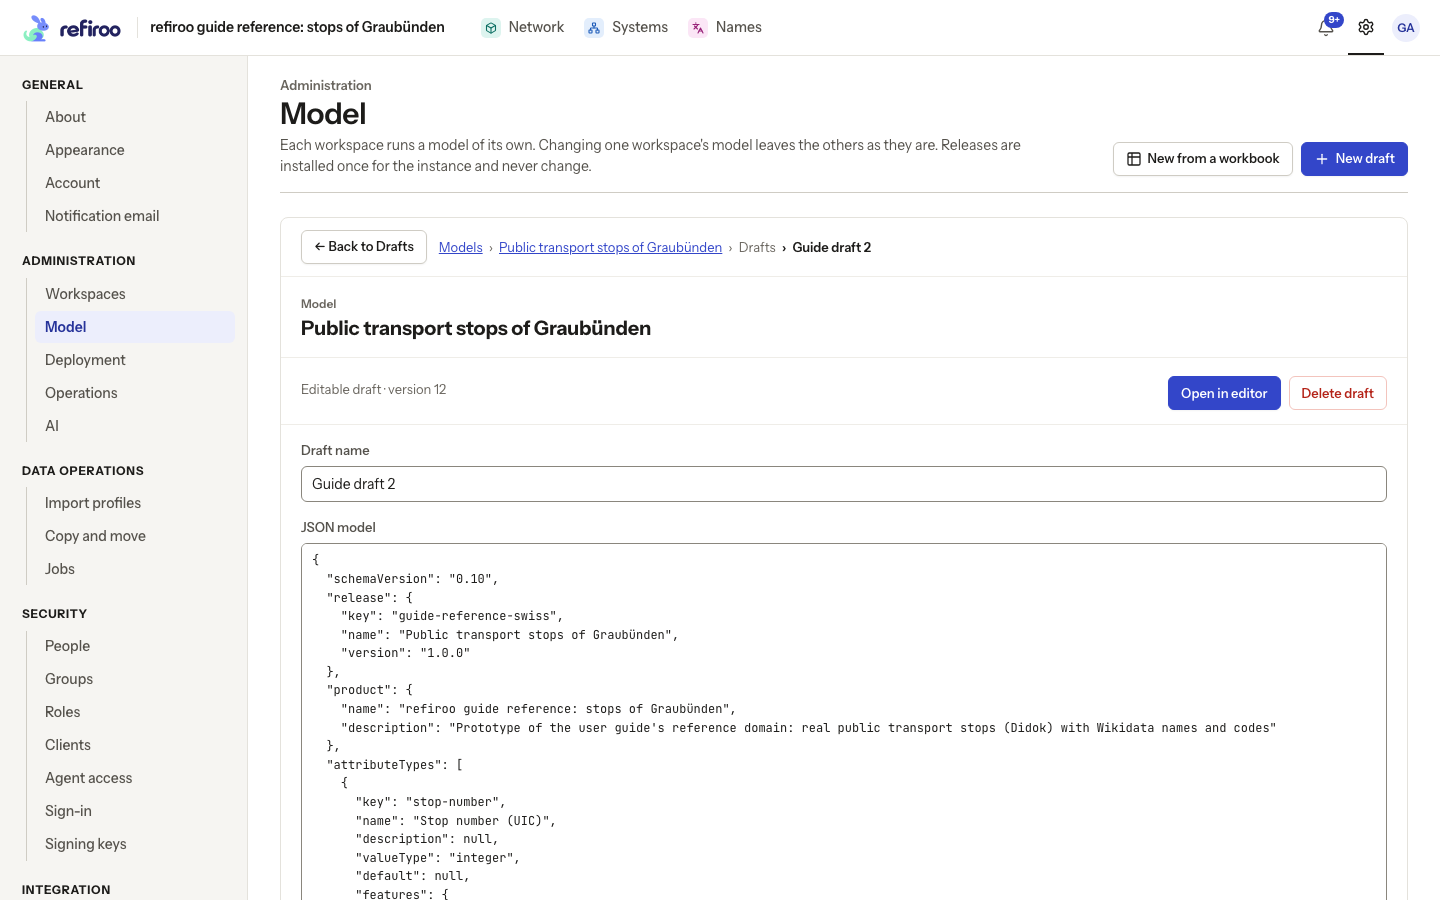 refiroo
refiroo guide reference: stops of Graubünden
Network
Systems
Names
9+
GA
GENERAL
About
Appearance
Account
Notification email
ADMINISTRATION
Workspaces
Model
Deployment
Operations
AI
DATA OPERATIONS
Import profiles
Copy and move
Jobs
SECURITY
People
Groups
Roles
Clients
Agent access
Sign-in
Signing keys
INTEGRATION
Administration
Model
Each workspace runs a model of its own. Changing one workspace's model leaves the others as they are. Releases are
installed once for the instance and never change.
New from a workbook
+ New draft
← Back to Drafts
Models › Public transport stops of Graubünden › Drafts › Guide draft 2
Model
Public transport stops of Graubünden
Editable draft · version 12
Open in editor
Delete draft
Draft name
Guide draft 2
JSON model
{
"schemaVersion": "0.10",
"release": {
"key": "guide-reference-swiss",
"name": "Public transport stops of Graubünden",
"version": "1.0.0"
},
"product": {
"name": "refiroo guide reference: stops of Graubünden",
"description": "Prototype of the user guide's reference domain: real public transport stops (Didok) with Wikidata names and codes"
},
"attributeTypes": [
{
"key": "stop-number",
"name": "Stop number (UIC)",
"description": null,
"valueType": "integer",
"default": null,
"features": {